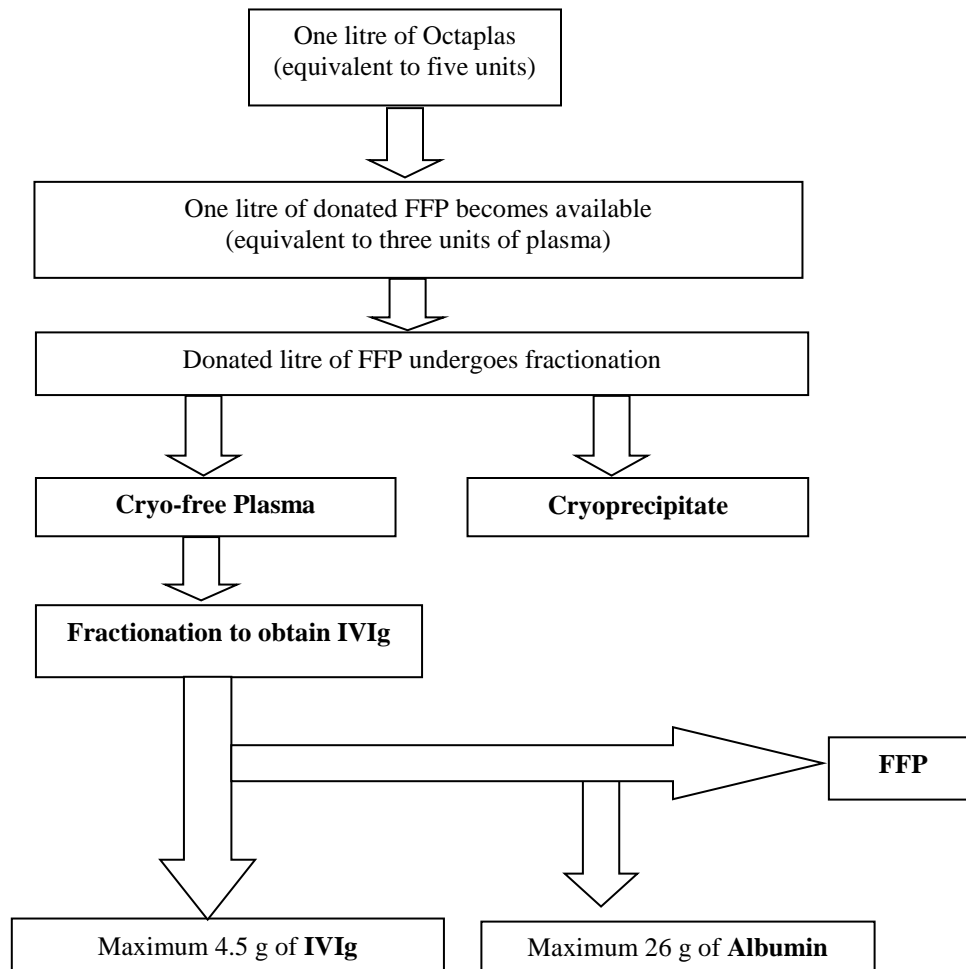 One litre of Octaplas
(equivalent to five units)
One litre of donated FFP becomes available
(equivalent to three units of plasma)
Donated litre of FFP undergoes fractionation
Cryo-free Plasma
Cryoprecipitate
Fractionation to obtain IVIg
FFP
Maximum 4.5 g of IVIg
Maximum 26 g of Albumin